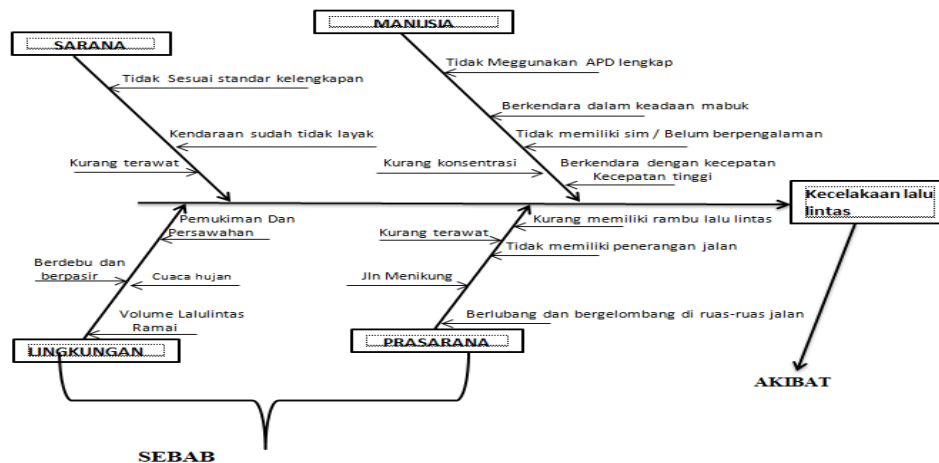 MANUSIA
SARANA
Tidak Meggunakan APD lengkap
Tidak Sesuai standar kelengkapan
Berkendara dalam keadaan mabuk
Kendaraan sudah tidak layak
Tidak memiliki sim / Belum berpengalaman
Kurang terawat
Kurang konsentrasi
Berkendara dengan kecepatan
Kecepatan tinggi
Kecelakaan lalu
lintas
Pemukiman Dan
Persawahan
Kurang memiliki rambu lalu lintas
Kurang terawat
Tidak memiliki penerangan jalan
Berdebu dan
berpasir
Cuaca hujan
Jln Menikung
Volume Lalulintas
Ramai
Berlubang dan bergelombang di ruas-ruas jalan
LINGKUNGAN
PRASARANA
AKIBAT
SEBAB